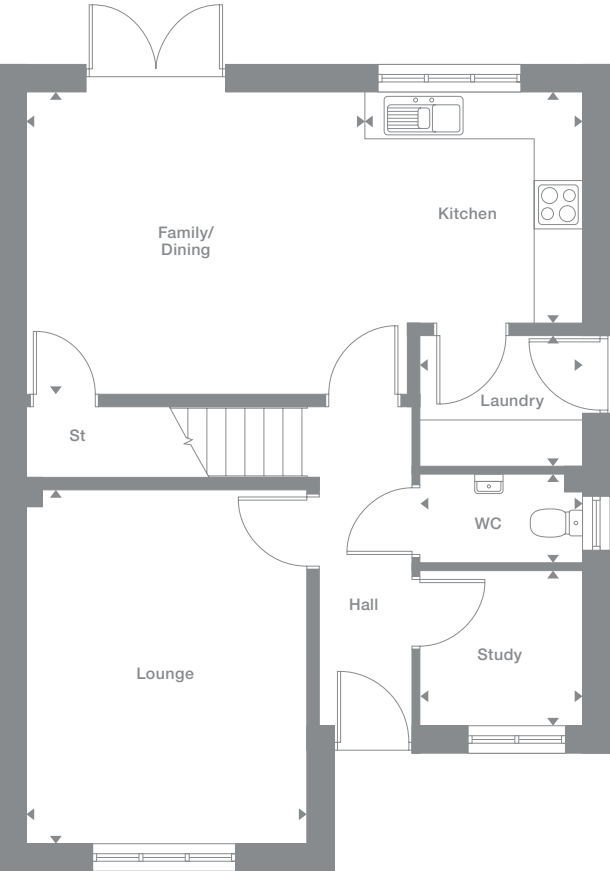 Family/
Dining
Kitchen
Laundry
St
WC
Hall
Study
Lounge